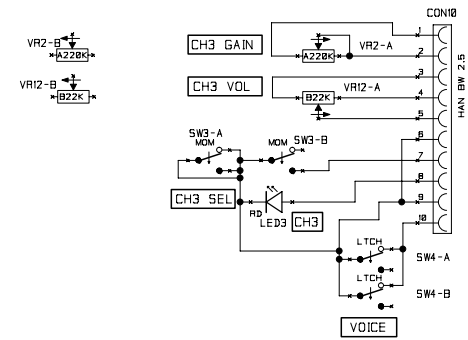 CON10
VR2-B
A220K
CH3 GAIN
VR2-A
A220K
1
2
VR12-B
B22K
CH3 VOL
VR12-A
B22K
3
4
5
HAN BW 2.5
SW3-A
MOM
MOM
SW3-B
6
7
8
CH3 SEL
RD
LED3
CH3
9
10
LTCH
SW4-A
LTCH
SW4-B
VOICE